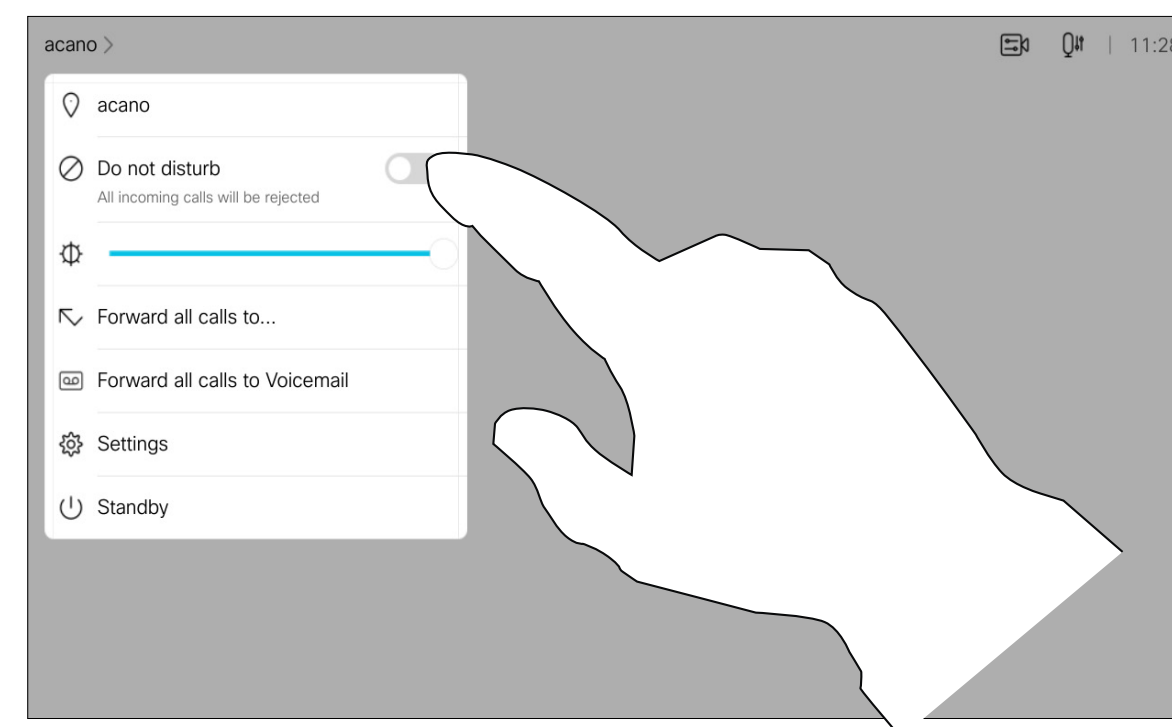 acano >
11:28
acano
Do not disturb
All incoming calls will be rejected
Forward all calls to...
Forward all calls to Voicemail
Settings
Standby